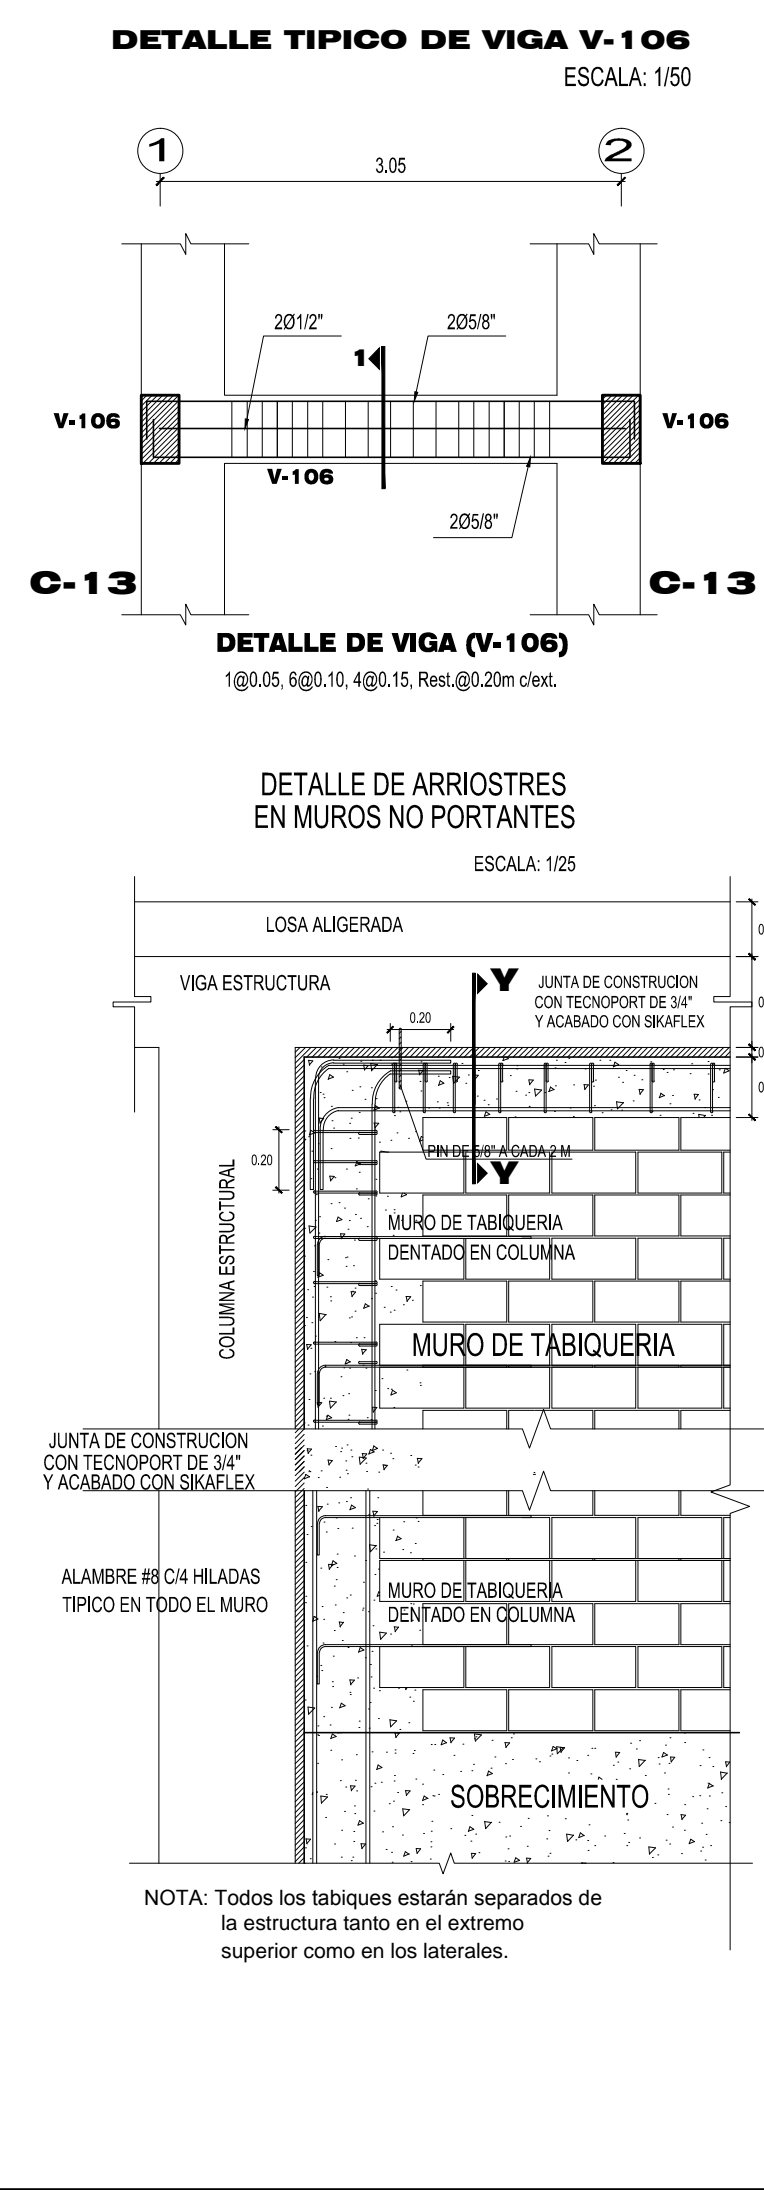 DETALLE TIPICO DE VIGA V-106
ESCALA: 1/50
1
2
3.05
2Ø1/2"
2Ø5/8"
1
V-106
V-106
V-106
2Ø5/8"
C-13
C-13
DETALLE DE VIGA (V-106)
1@0.05, 6@0.10, 4@0.15, Rest.@0.20m c/ext.
DETALLE DE ARRIOSTRES
EN MUROS NO PORTANTES
ESCALA: 1/25
LOSA ALIGERADA
VIGA ESTRUCTURA
Y
JUNTA DE CONSTRUCION
CON TECNOPORT DE 3/4"
Y ACABADO CON SIKAFLEX
0.20
PIN DE 5/8" A CADA 2 M
Y
0.20
COLUMNA ESTRUCTURAL
MURO DE TABIQUERIA
DENTADO EN COLUMNA
MURO DE TABIQUERIA
JUNTA DE CONSTRUCION
CON TECNOPORT DE 3/4"
Y ACABADO CON SIKAFLEX
ALAMBRE #8 C/4 HILADAS
TIPICO EN TODO EL MURO
MURO DE TABIQUERIA
DENTADO EN COLUMNA
SOBRECIMIENTO
NOTA: Todos los tabiques estarán separados de
la estructura tanto en el extremo
superior como en los laterales.